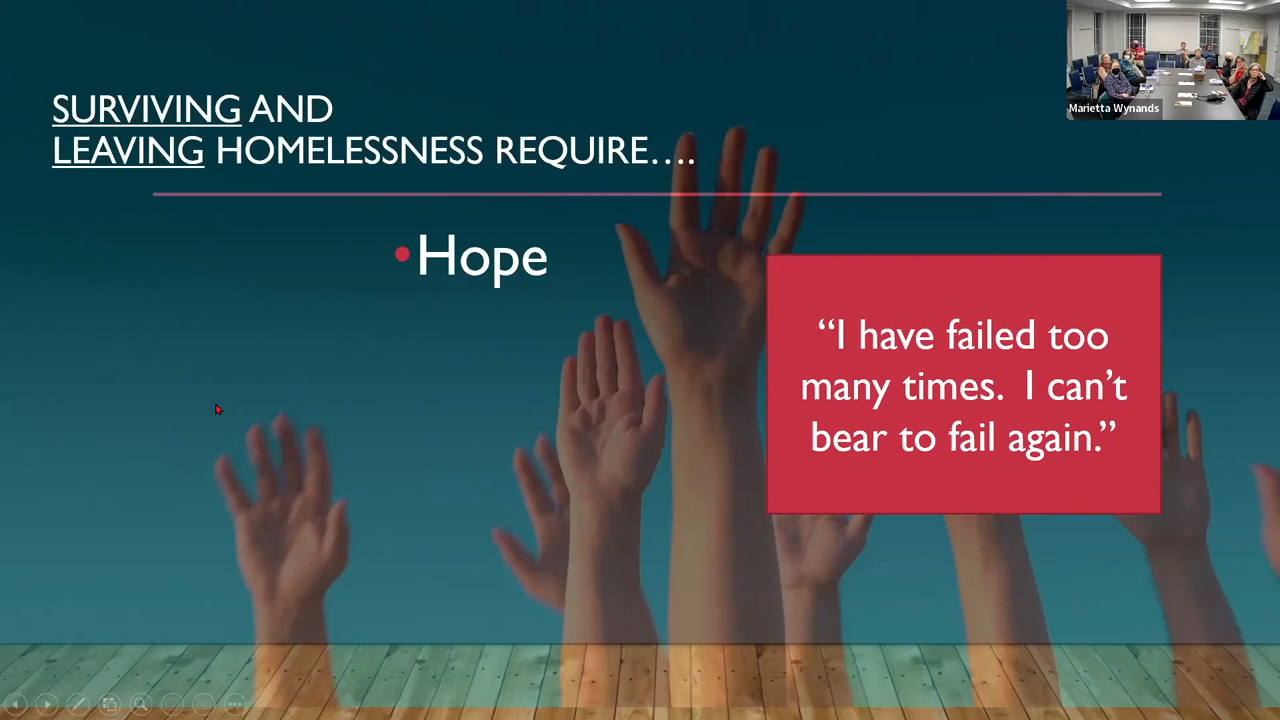 SURVIVING AND
LEAVING HOMELESSNESS REQUIRE….
•Hope
“I have failed too
many times.  I can’t
bear to fail again.”
Marietta Wynands